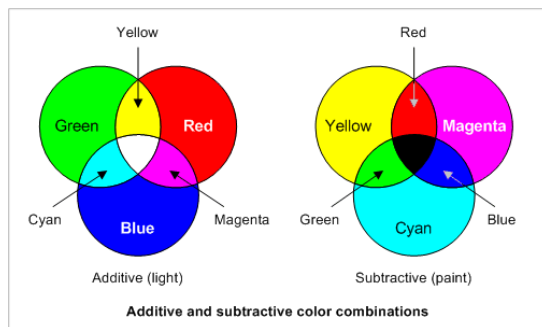 Yellow
Red
Green
Red
Yellow
Magenta
Cyan
Blue
Magenta
Green
Cyan
Blue
Additive (light)
Subtractive (paint)
Additive and subtractive color combinations